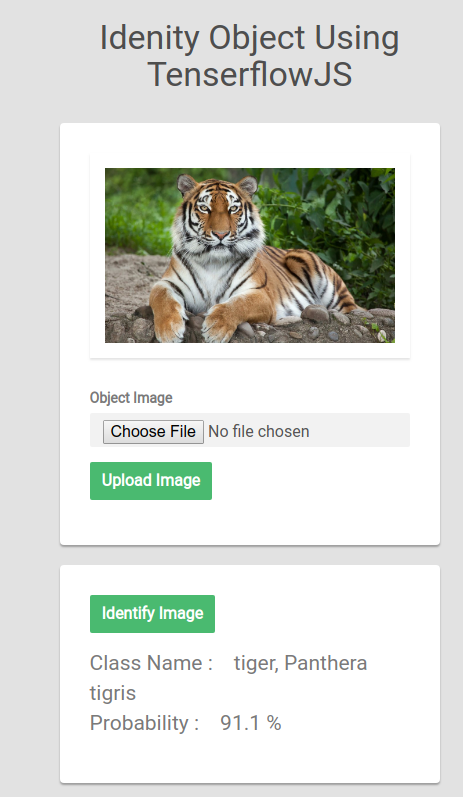 Idenity Object Using
TenserflowJS
Object Image
Choose File No file chosen
Upload Image
Identify Image
Class Name : tiger, Panthera
tigris
Probability : 91.1 %